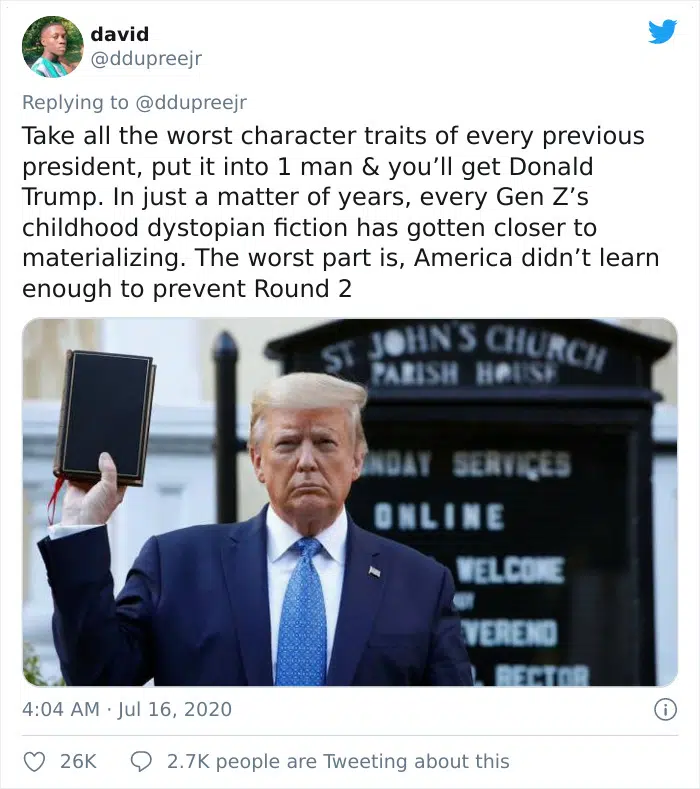 david
@ddupreejr
Replying to @ddupreejr
Take all the worst character traits of every previous
president, put it into 1 man & you’ll get Donald
Trump. In just a matter of years, every Gen Z’s
childhood dystopian fiction has gotten closer to
materializing. The worst part is, America didn’t learn
enough to prevent Round 2
ST JOHN'S CHURCH
PARISH HOUSE
SERVICES
ONLINE
WELCOME
RECTOR
4:04 AM · Jul 16, 2020
26K
2.7K people are Tweeting about this